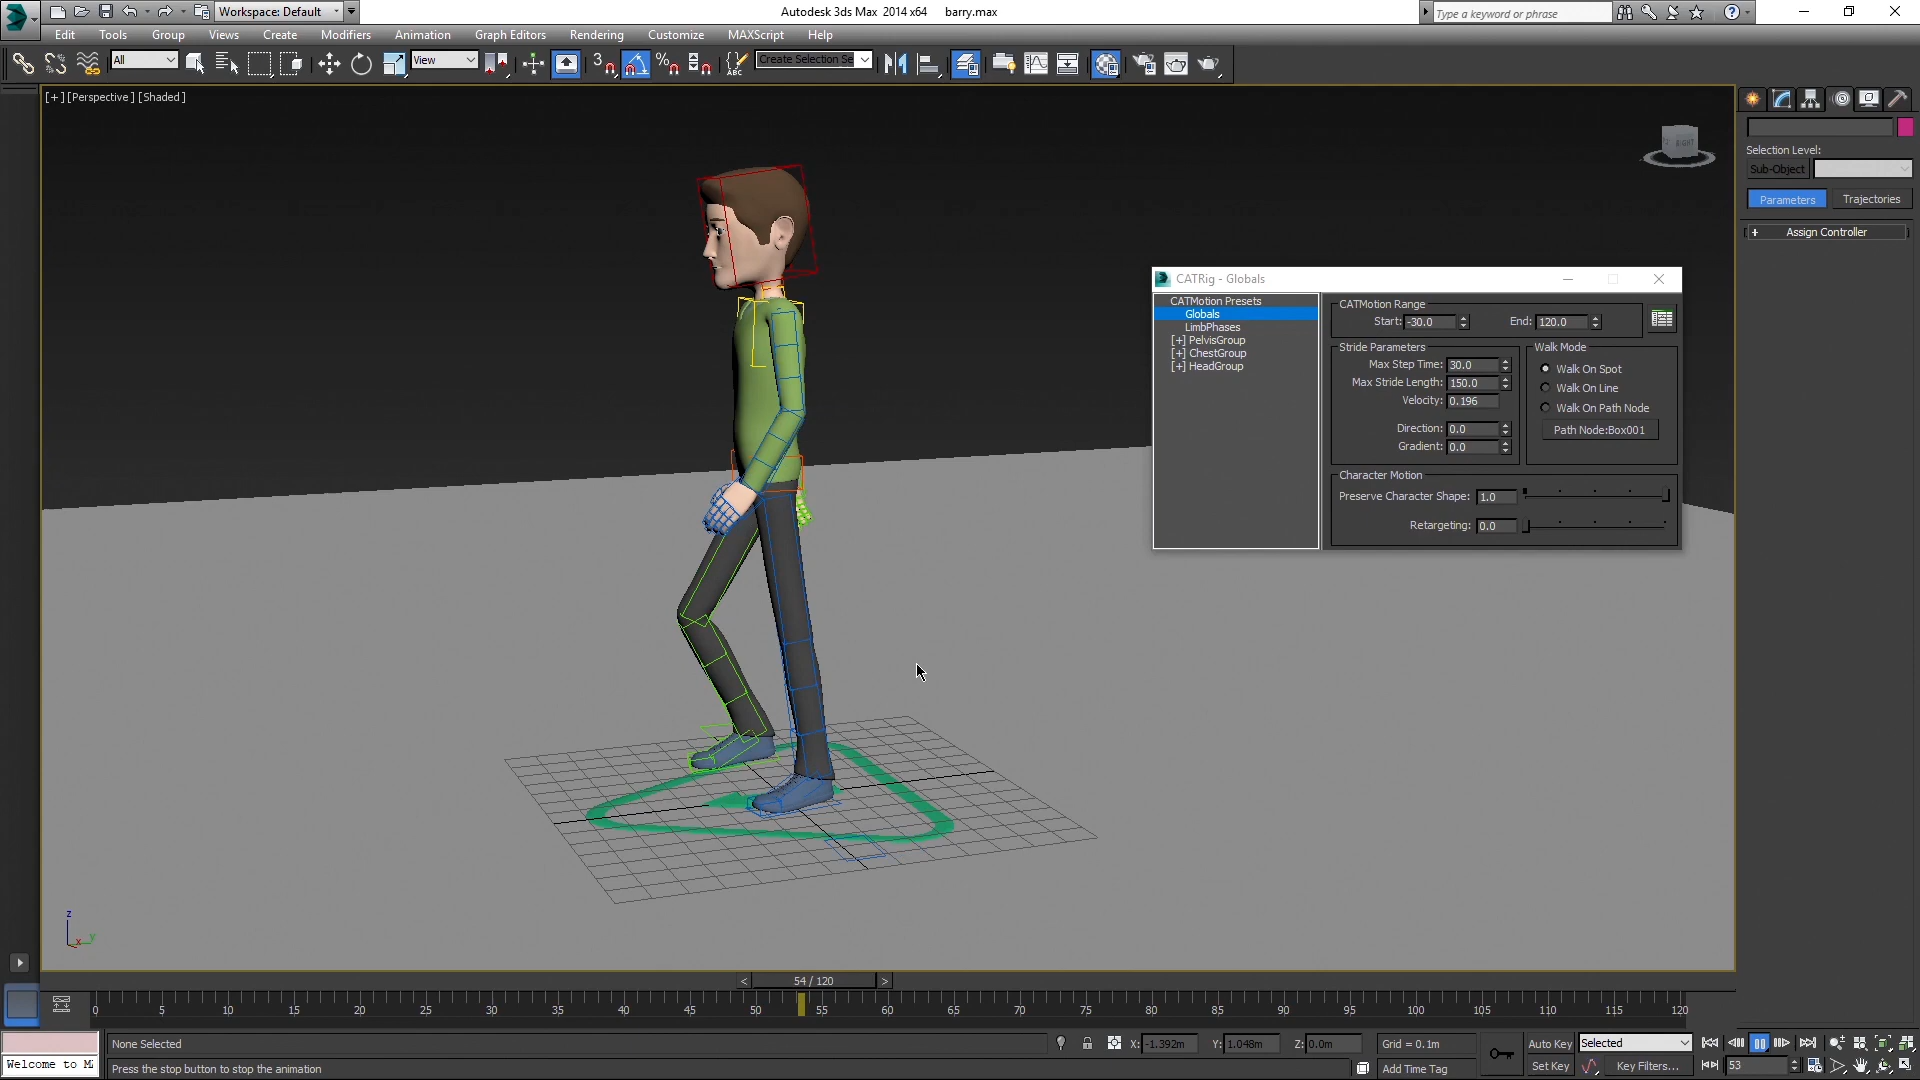 Workspace: Default
Autodesk 3ds Max 2014 x64 barry.max
Type a keyword or phrase
Edit Tools Group Views Create Modifiers Animation Graph Editors Rendering Customize MAXScript Help
All View 3 ABC Create Selection Se
[+] [Perspective] [Shaded]
RIGHT
Selection Level:
Sub-Object
Parameters Trajectories
+ Assign Controller
CATRig - Globals
CATMotion Presets
Globals
LimbPhases
[+] PelvisGroup
[+] ChestGroup
[+] HeadGroup
CATMotion Range
Start: -30.0 End: 120.0
Stride Parameters
Max Step Time: 30.0
Max Stride Length: 150.0
Velocity: 0.196
Direction: 0.0
Gradient: 0.0
Walk Mode
Walk On Spot
Walk On Line
Walk On Path Node
Path Node:Box001
Character Motion
Preserve Character Shape: 1.0
Retargeting: 0.0
z
x y
< 54 / 120 >
0 5 10 15 20 25 30 35 40 45 50 55 60 65 70 75 80 85 90 95 100 105 110 115 120
None Selected X: -1.392m Y: 1.048m Z: 0.0m Grid = 0.1m Auto Key Selected
Welcome to M Press the stop button to stop the animation Add Time Tag Set Key Key Filters... 53